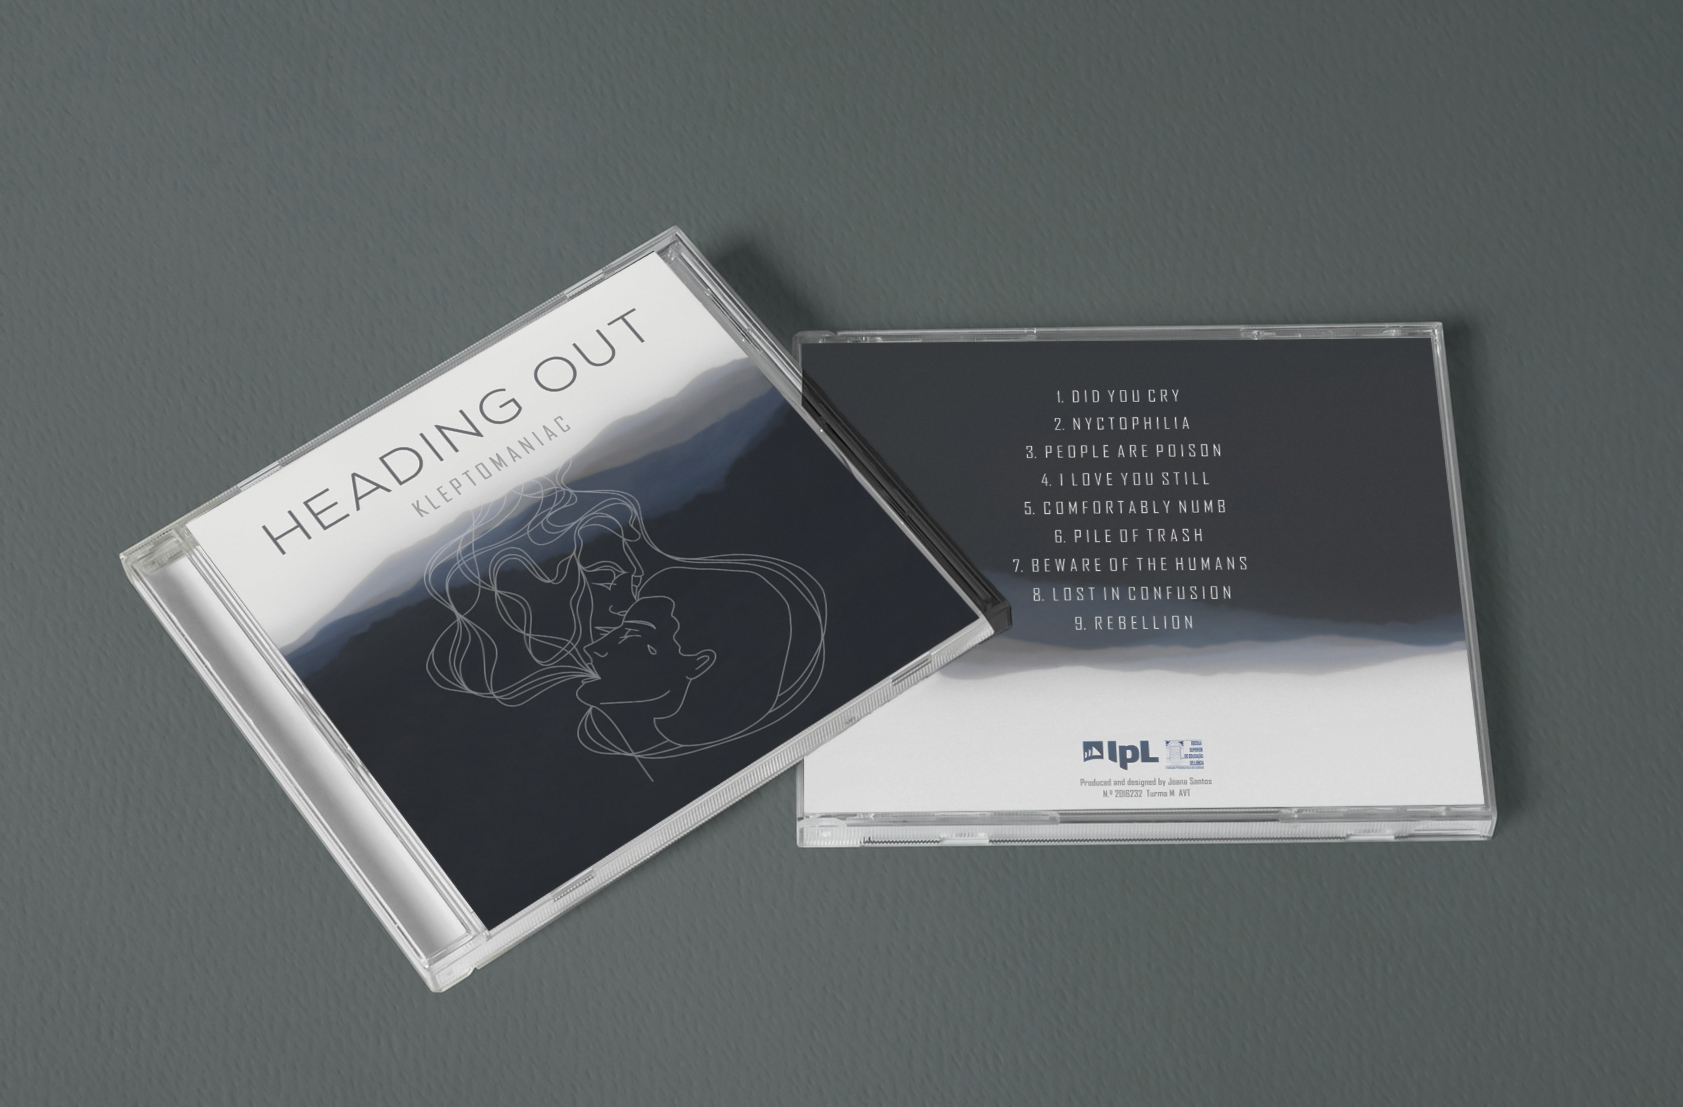 HEADING OUT
KLEPTOMANIAC
1. DID YOU CRY
2. NYCTOPHILIA
3. PEOPLE ARE POISON
4. I LOVE YOU STILL
5. COMFORTABLY NUMB
6. PILE OF TRASH
7. BEWARE OF THE HUMANS
8. LOST IN CONFUSION
9. REBELLION
IpL
Produced and designed by Joana Santos
N.º 2016232 Turma M AV1